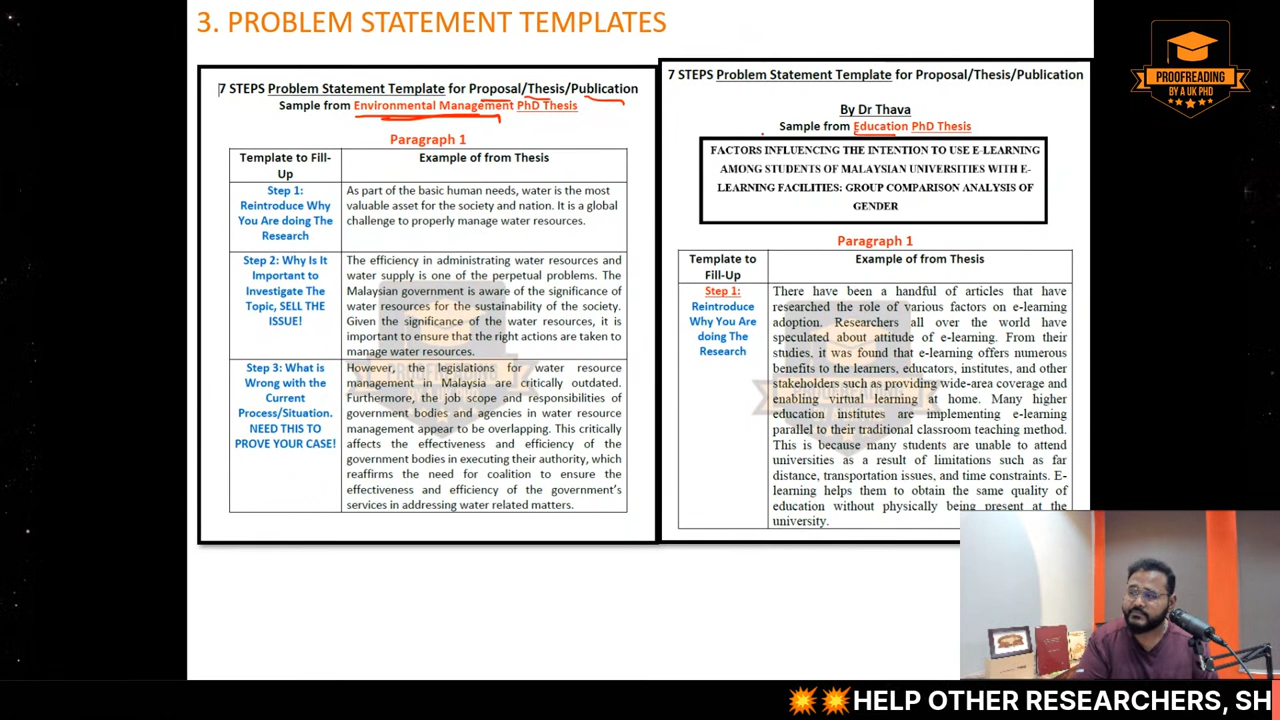 3. PROBLEM STATEMENT TEMPLATES
7 STEPS Problem Statement Template for Proposal/Thesis/Publication
Sample from Environmental Management PhD Thesis
Paragraph 1
Template to Fill-
Up
Example of from Thesis
Step 1:
Reintroduce Why
You Are doing The
Research
As part of the basic human needs, water is the most
valuable asset for the society and nation. It is a global
challenge to properly manage water resources.
Step 2: Why Is It
Important to
Investigate The
Topic, SELL THE
ISSUE!
The efficiency in administrating water resources and
water supply is one of the perpetual problems. The
Malaysian government is aware of the significance of
water resources for the sustainability of the society.
Given the significance of the water resources, it is
important to ensure that the right actions are taken to
manage water resources.
Step 3: What is
Wrong with the
Current
Process/Situation.
NEED THIS TO
PROVE YOUR CASE!
However, the legislations for water resource
management in Malaysia are critically outdated.
Furthermore, the job scope and responsibilities of
government bodies and agencies in water resource
management appear to be overlapping. This critically
affects the effectiveness and efficiency of the
government bodies in executing their authority, which
reaffirms the need for coalition to ensure the
effectiveness and efficiency of the government's
services in addressing water related matters.
7 STEPS Problem Statement Template for Proposal/Thesis/Publication
By Dr Thava
Sample from Education PhD Thesis
FACTORS INFLUENCING THE INTENTION TO USE E-LEARNING
AMONG STUDENTS OF MALAYSIAN UNIVERSITIES WITH E-
LEARNING FACILITIES: GROUP COMPARISON ANALYSIS OF
GENDER
Paragraph 1
Template to
Fill-Up
Example of from Thesis
Step 1:
Reintroduce
Why You Are
doing The
Research
There have been a handful of articles that have
researched the role of various factors on e-learning
adoption. Researchers all over the world have
speculated about attitude of e-learning. From their
studies, it was found that e-learning offers numerous
benefits to the learners, educators, institutes, and other
stakeholders such as providing wide-area coverage and
enabling virtual learning at home. Many higher
education institutes are implementing e-learning
parallel to their traditional classroom teaching method.
This is because many students are unable to attend
universities as a result of limitations such as far
distance, transportation issues, and time constraints. E-
learning helps them to obtain the same quality of
education without physically being present at the
university.
PROOFREADING
BY A UK PHD
HELP OTHER RESEARCHERS, SH